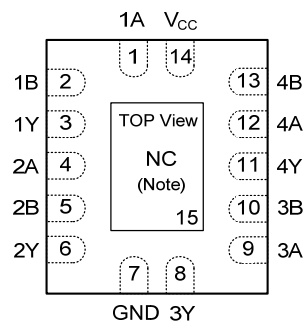 1A VCC
1 14
1B 2 13 4B
1Y 3 TOP View 12 4A
2A 4 NC 11 4Y
2B 5 (Note) 10 3B
2Y 6 15 9 3A
7 8
GND 3Y